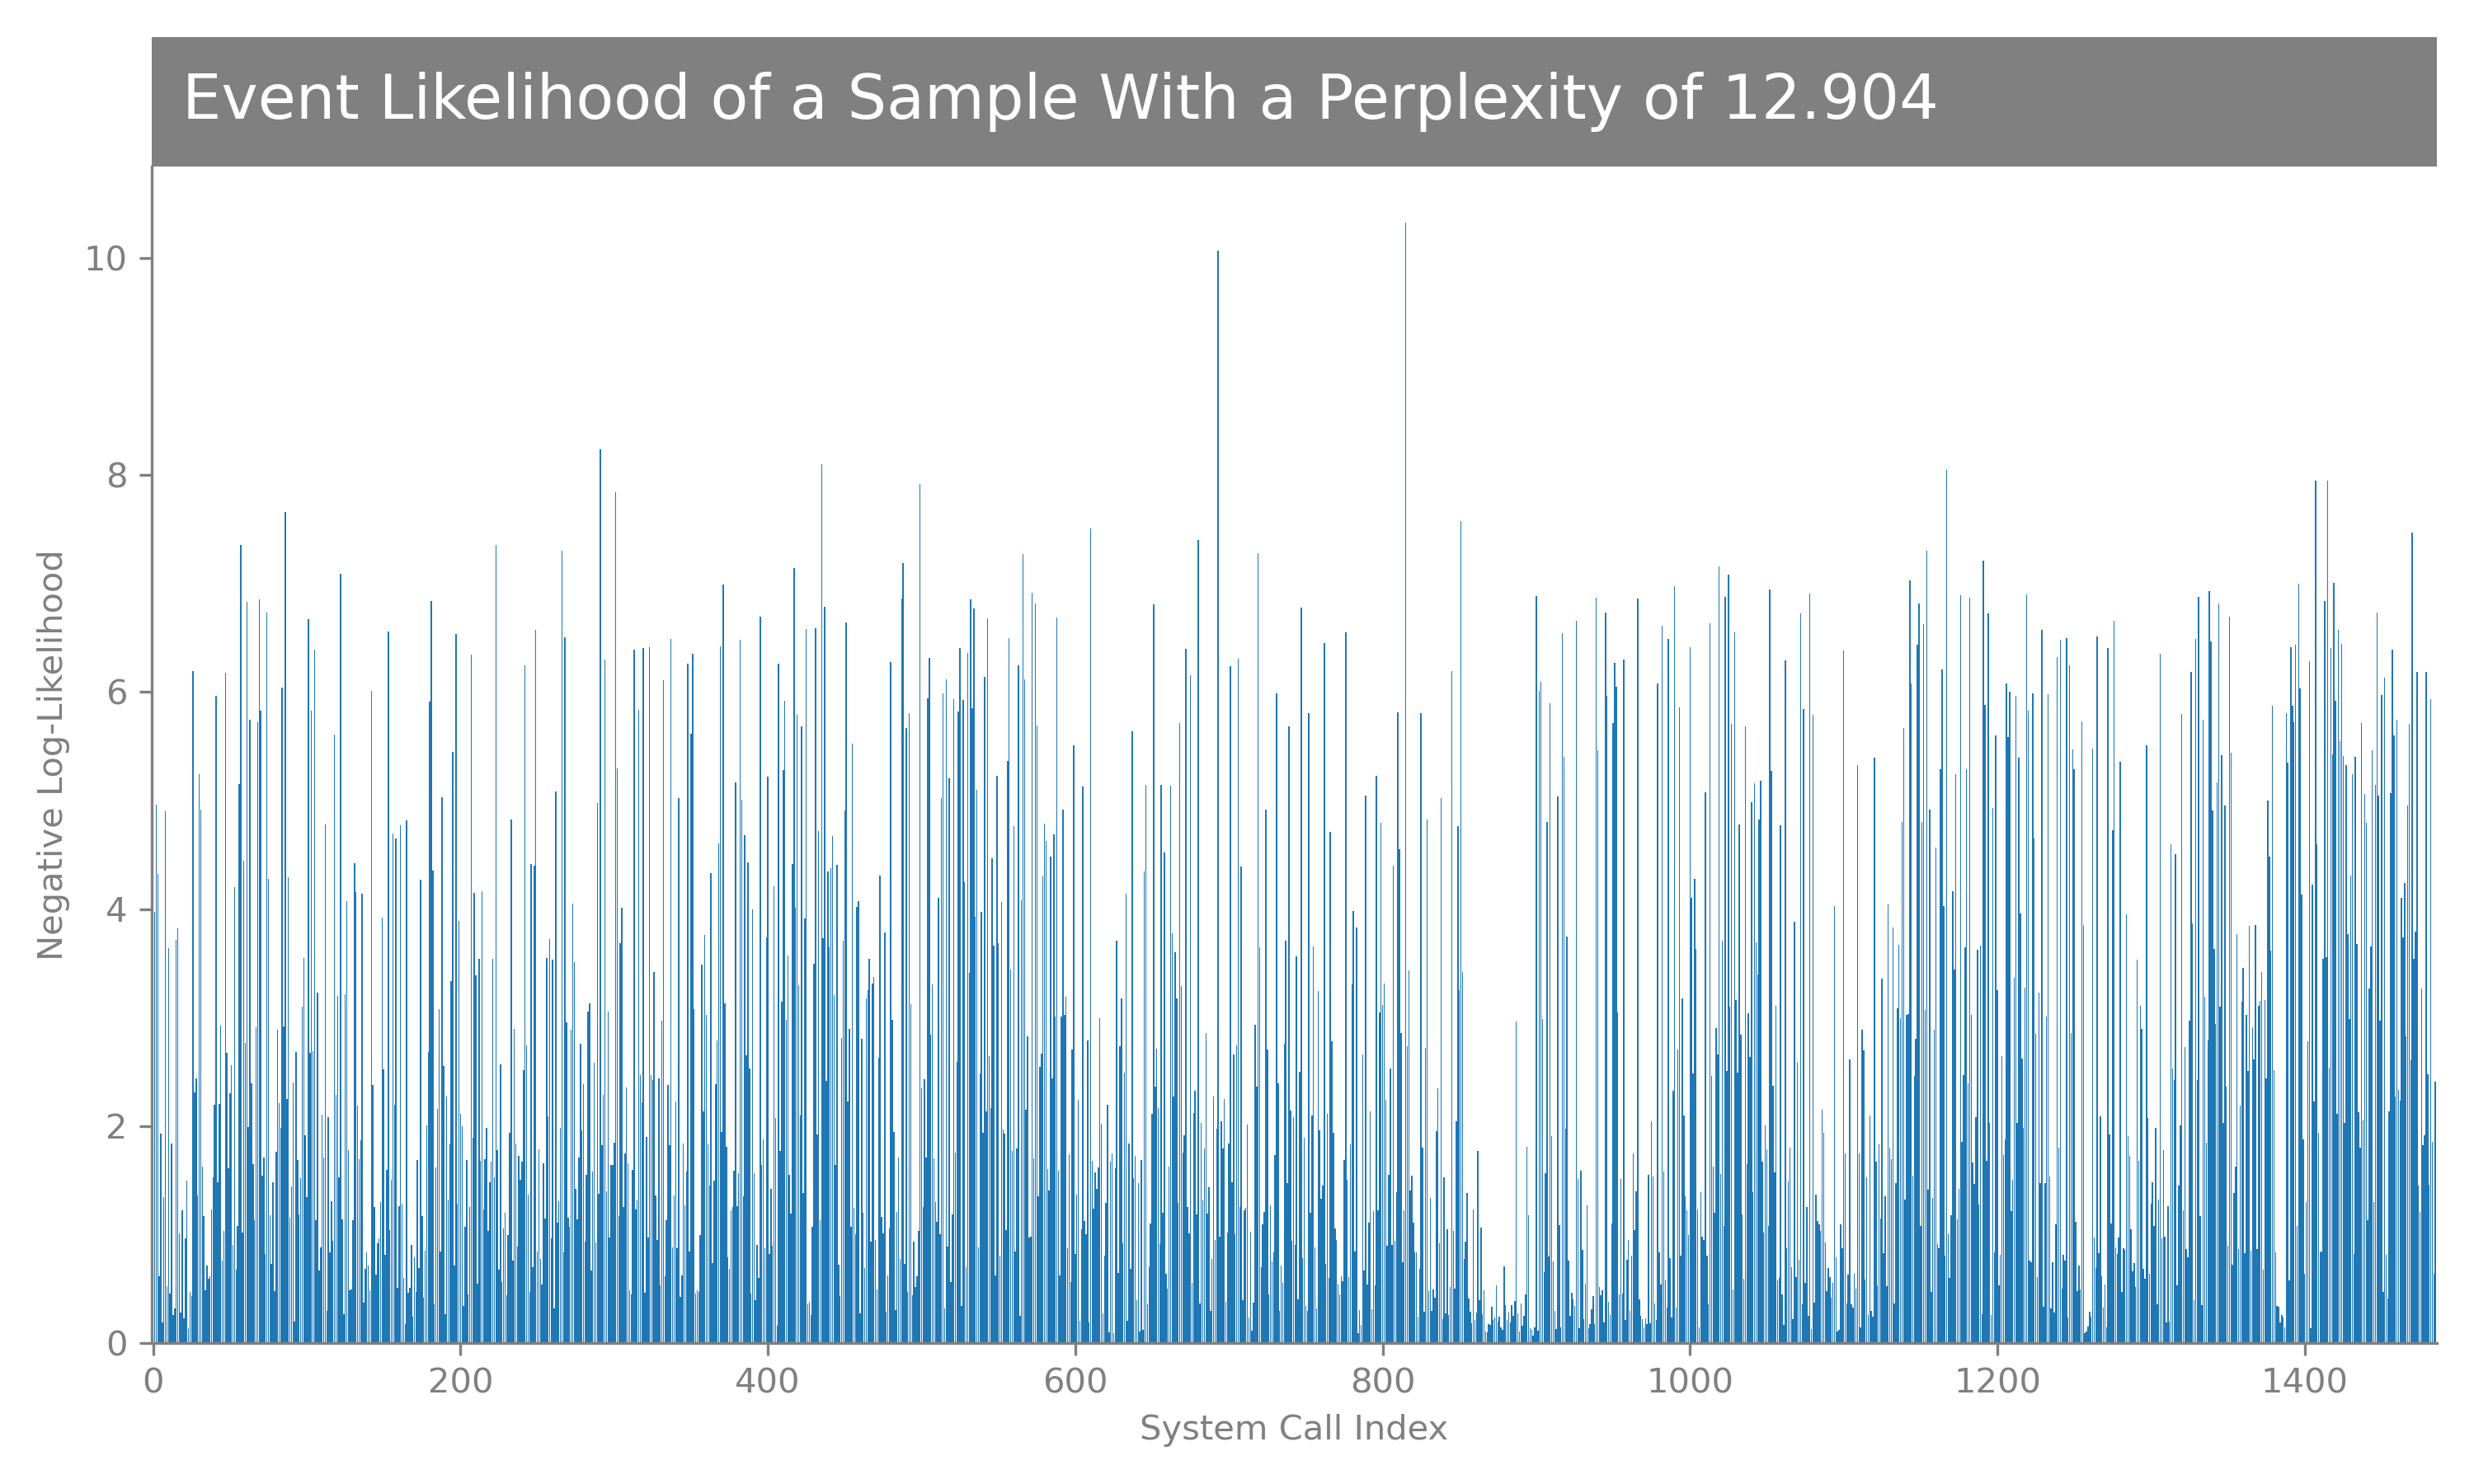 Event Likelihood of a Sample With a Perplexity of 12.904
10
8
6
4
2
0
Negative Log-Likelihood
0 200 400 600 800 1000 1200 1400
System Call Index